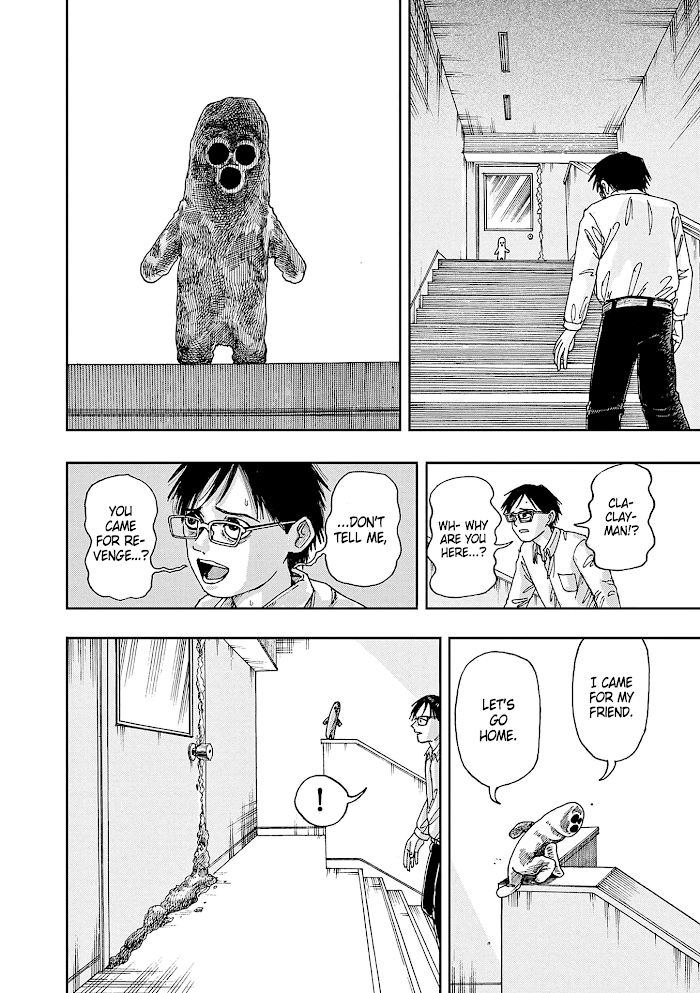 CLA-
CLAY-
MAN!?
WH- WHY
ARE YOU
HERE...?
...DON'T
TELL ME,
YOU
CAME
FOR RE-
VENGE...?
I CAME
FOR MY
FRIEND.
LET'S
GO
HOME.
!